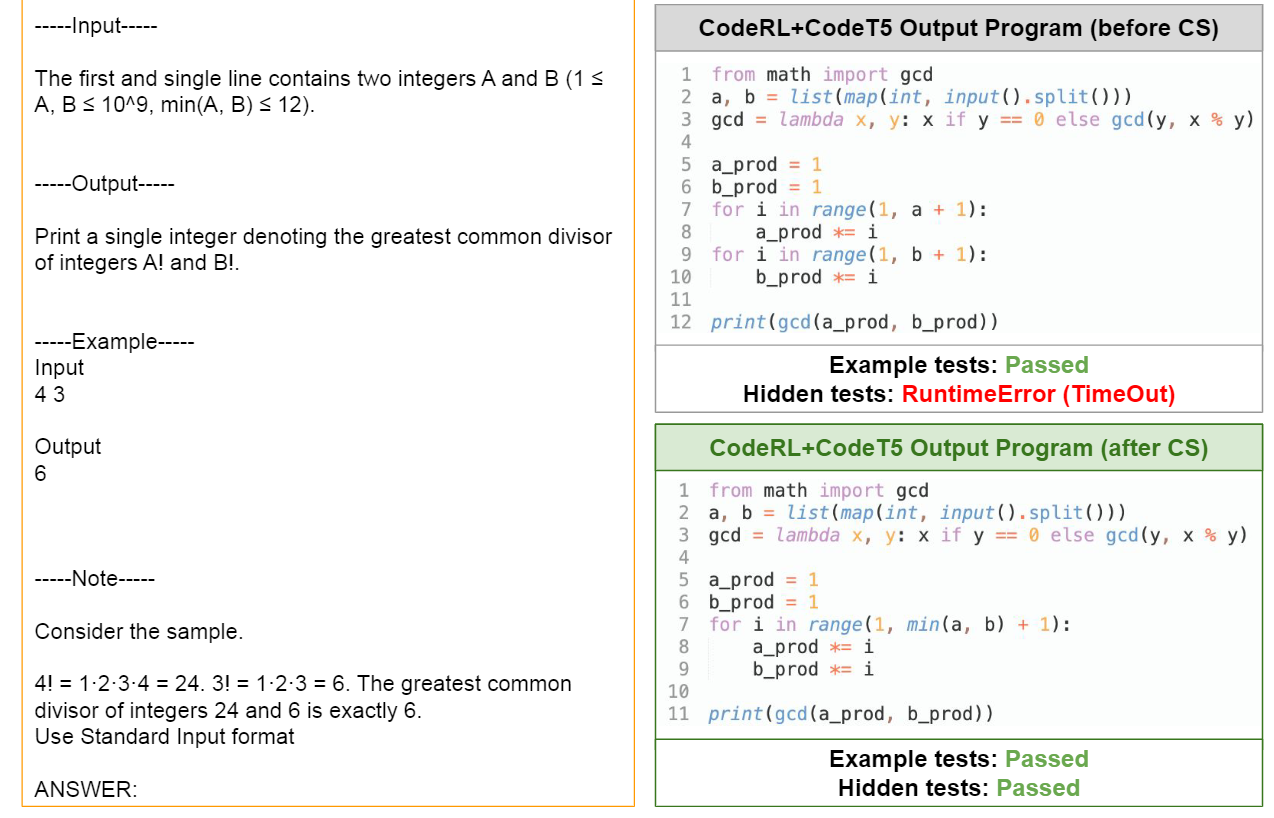 -----Input-----
The first and single line contains two integers A and B (1 ≤
A, B ≤ 10^9, min(A, B) ≤ 12).
-----Output-----
Print a single integer denoting the greatest common divisor
of integers A! and B!.
-----Example-----
Input
4 3
Output
6
-----Note-----
Consider the sample.
4! = 1·2·3·4 = 24. 3! = 1·2·3 = 6. The greatest common
divisor of integers 24 and 6 is exactly 6.
Use Standard Input format
ANSWER:
CodeRL+CodeT5 Output Program (before CS)
1 from math import gcd
2 a, b = list(map(int, input().split()))
3 gcd = lambda x, y: x if y == 0 else gcd(y, x % y)
4
5 a_prod = 1
6 b_prod = 1
7 for i in range(1, a + 1):
8     a_prod *= i
9 for i in range(1, b + 1):
10     b_prod *= i
11
12 print(gcd(a_prod, b_prod))
Example tests: Passed
Hidden tests: RuntimeError (TimeOut)
CodeRL+CodeT5 Output Program (after CS)
1 from math import gcd
2 a, b = list(map(int, input().split()))
3 gcd = lambda x, y: x if y == 0 else gcd(y, x % y)
4
5 a_prod = 1
6 b_prod = 1
7 for i in range(1, min(a, b) + 1):
8     a_prod *= i
9     b_prod *= i
10
11 print(gcd(a_prod, b_prod))
Example tests: Passed
Hidden tests: Passed